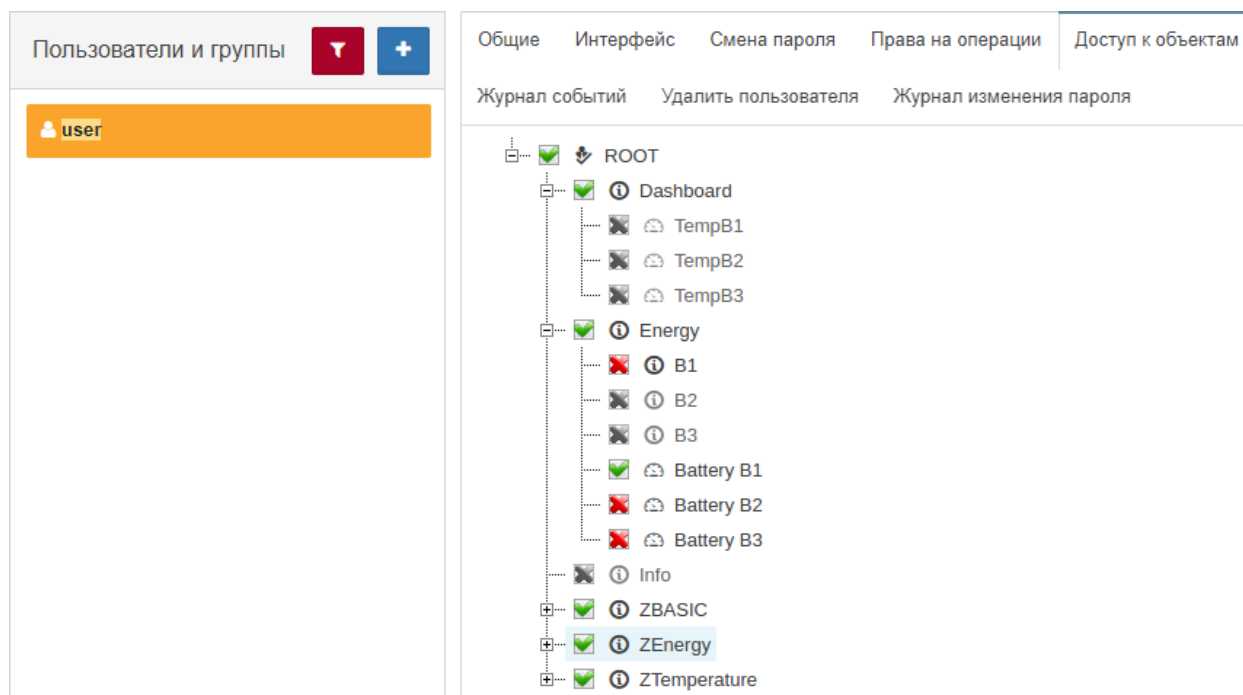 Пользователи и группы
user
Общие Интерфейс Смена пароля Права на операции Доступ к объектам
Журнал событий Удалить пользователя Журнал изменения пароля
ROOT
Dashboard
TempB1
TempB2
TempB3
Energy
B1
B2
B3
Battery B1
Battery B2
Battery B3
Info
ZBASIC
ZEnergy
ZTemperature